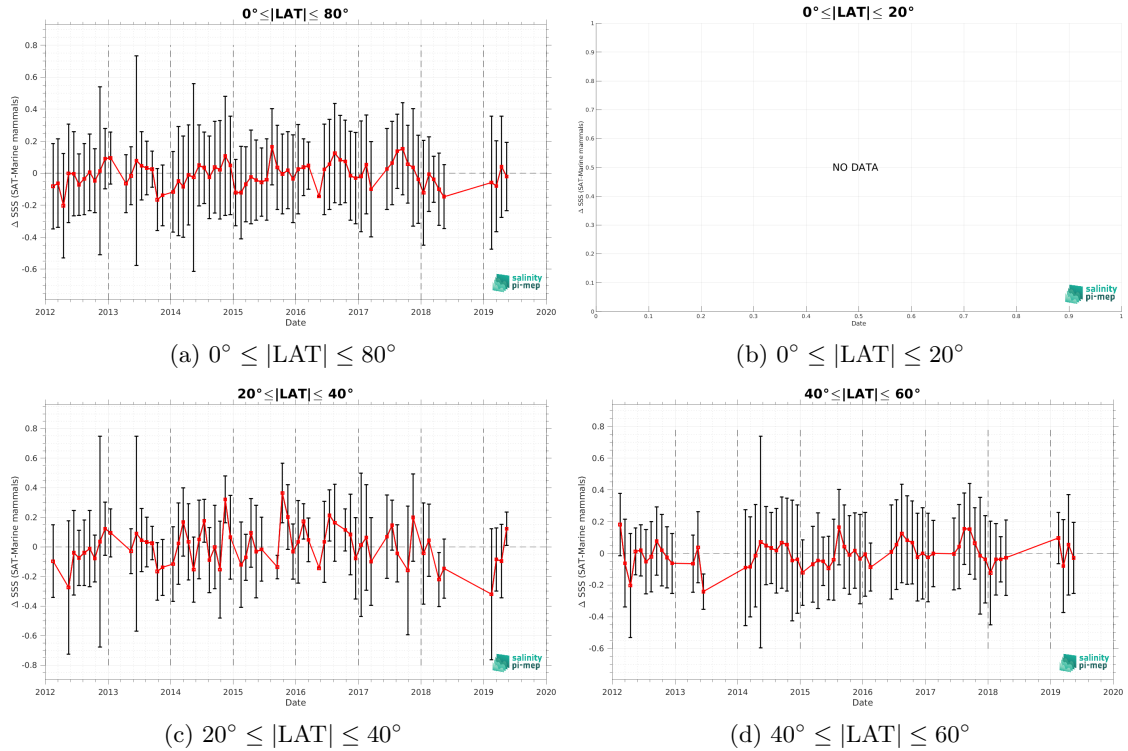 0°≤|LAT|≤ 80°
Δ SSS (SAT-Marine mammals)
0.8
0.6
0.4
0.2
0
-0.2
-0.4
-0.6
salinity
pi-mep
2012 2013 2014 2015 2016 2017 2018 2019 2020
Date
(a) 0° ≤ |LAT| ≤ 80°
0°≤|LAT|≤ 20°
Δ SSS (SAT-Marine mammals)
1
0.9
0.8
0.7
0.6
0.5
0.4
0.3
0.2
0.1
0
NO DATA
salinity
pi-mep
0 0.1 0.2 0.3 0.4 0.5 0.6 0.7 0.8 0.9 1
Date
(b) 0° ≤ |LAT| ≤ 20°
20°≤|LAT|≤ 40°
Δ SSS (SAT-Marine mammals)
0.8
0.6
0.4
0.2
0
-0.2
-0.4
-0.6
-0.8
salinity
pi-mep
2012 2013 2014 2015 2016 2017 2018 2019 2020
Date
(c) 20° ≤ |LAT| ≤ 40°
40°≤|LAT|≤ 60°
Δ SSS (SAT-Marine mammals)
0.8
0.6
0.4
0.2
0
-0.2
-0.4
-0.6
-0.8
salinity
pi-mep
2012 2013 2014 2015 2016 2017 2018 2019 2020
Date
(d) 40° ≤ |LAT| ≤ 60°